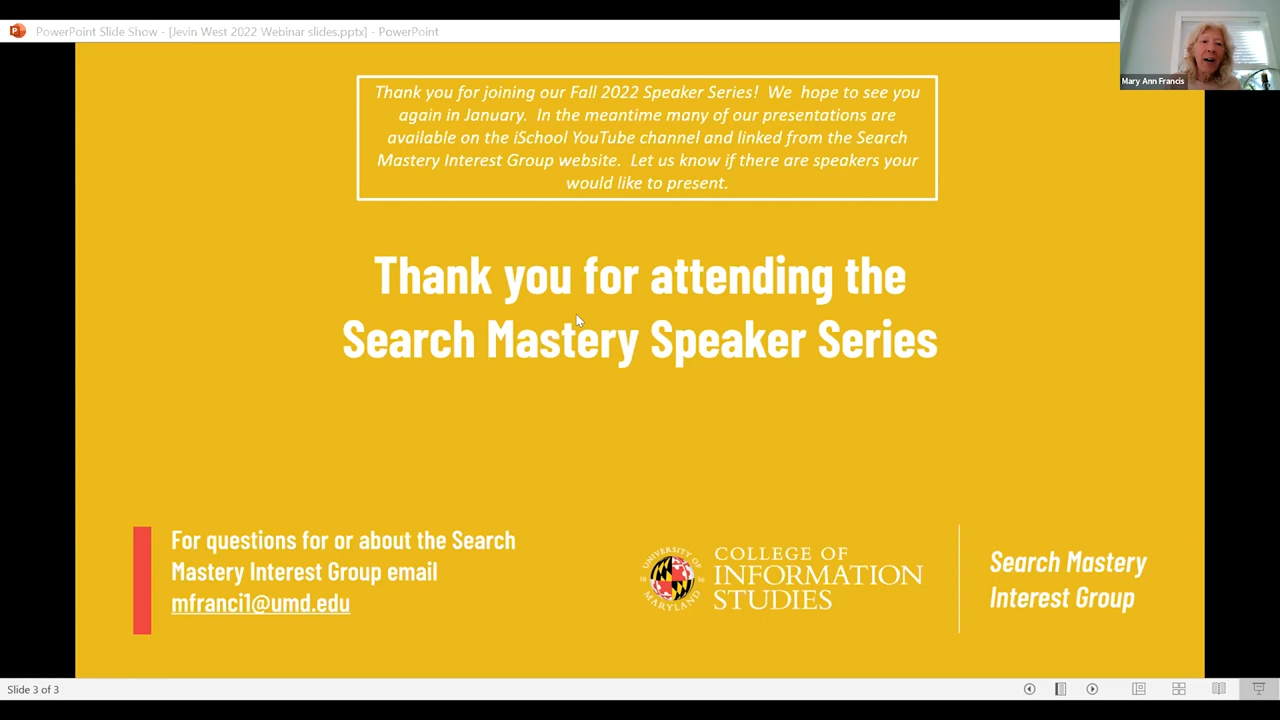 PowerPoint Slide Show - [Jevin West 2022 Webinar slides.pptx] - PowerPoint
Mary Ann Francis
Thank you for joining our Fall 2022 Speaker Series! We hope to see you
again in January. In the meantime many of our presentations are
available on the iSchool YouTube channel and linked from the Search
Mastery Interest Group website. Let us know if there are speakers your
would like to present.
Thank you for attending the
Search Mastery Speaker Series
For questions for or about the Search
Mastery Interest Group email
mfranci1@umd.edu
UNIVERSITY OF
18 56
MARYLAND
COLLEGE OF
INFORMATION
STUDIES
Search Mastery
Interest Group
Slide 3 of 3